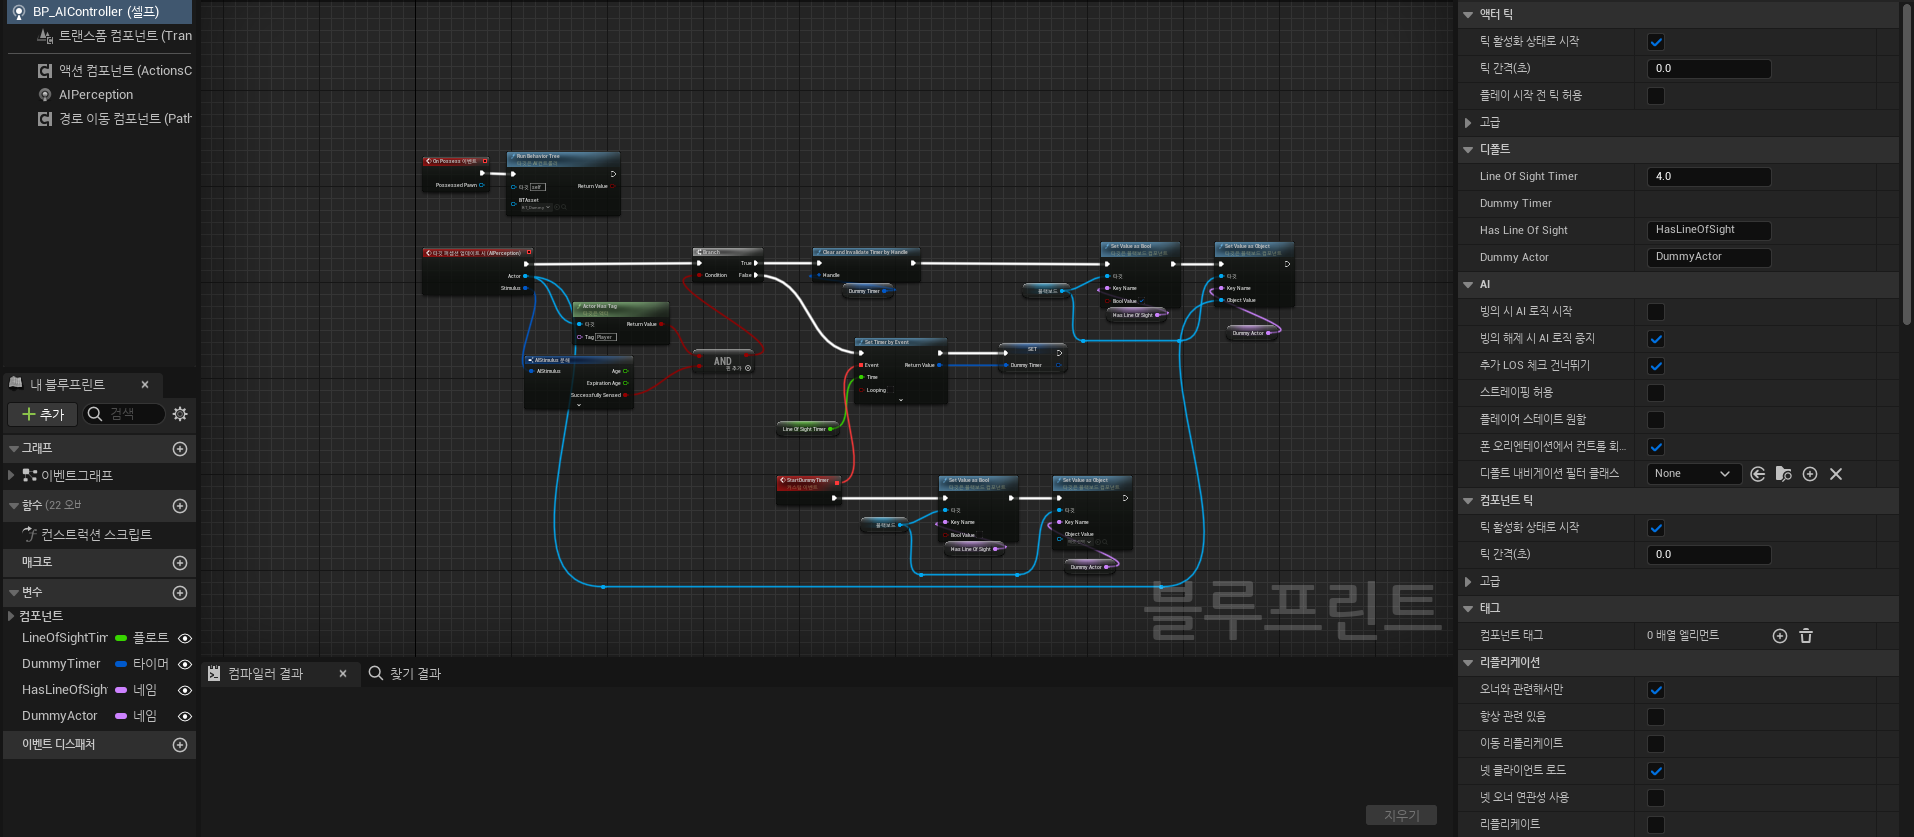 BP_AIController (셀프)
트랜스폼 컴포넌트 (Tran
액션 컴포넌트 (ActionsC
AIPerception
경로 이동 컴포넌트 (Path
내 블루프린트
추가
검색
그래프
이벤트그래프
함수 (22 오버
컨스트럭션 스크립트
매크로
변수
컴포넌트
LineOfSightTim 플로트
DummyTimer 타이머
HasLineOfSigh 네임
DummyActor 네임
이벤트 디스패처
On Possess 이벤트
Possessed Pawn
Run Behavior Tree
타깃 self
Return Value
BTAsset
BT_Dummy
타깃 퍼셉션 업데이트 시 (AIPerception)
Actor
Stimulus
Actor Has Tag
타깃
Return Value
Tag Player
AIStimulus 분해
AIStimulus
Age
Expiration Age
Successfully Sensed
Branch
True
Condition
False
AND
핀 추가
Clear and Invalidate Timer by Handle
Handle
Dummy Timer
Set Timer by Event
Event
Return Value
Time
Looping
Line Of Sight Timer
SET
Dummy Timer
블랙보드
Set Value as Bool
타깃
Key Name
Bool Value
Has Line Of Sight
Set Value as Object
타깃
Key Name
Object Value
Dummy Actor
StartDummyTimer
커스텀 이벤트
블랙보드
Set Value as Bool
타깃
Key Name
Bool Value
Has Line Of Sight
Set Value as Object
타깃
Key Name
Object Value
Dummy Actor
블루프린트
컴파일러 결과
찾기 결과
지우기
액터 틱
틱 활성화 상태로 시작
틱 간격(초) 0.0
플레이 시작 전 틱 허용
고급
디폴트
Line Of Sight Timer 4.0
Dummy Timer
Has Line Of Sight HasLineOfSight
Dummy Actor DummyActor
AI
빙의 시 AI 로직 시작
빙의 해제 시 AI 로직 중지
추가 LOS 체크 건너뛰기
스트레이핑 허용
플레이어 스테이트 원함
폰 오리엔테이션에서 컨트롤 회...
디폴트 내비게이션 필터 클래스 None
컴포넌트 틱
틱 활성화 상태로 시작
틱 간격(초) 0.0
고급
태그
컴포넌트 태그 0 배열 엘리먼트
리플리케이션
오너와 관련해서만
항상 관련 있음
이동 리플리케이트
넷 클라이언트 로드
넷 오너 연관성 사용
리플리케이트